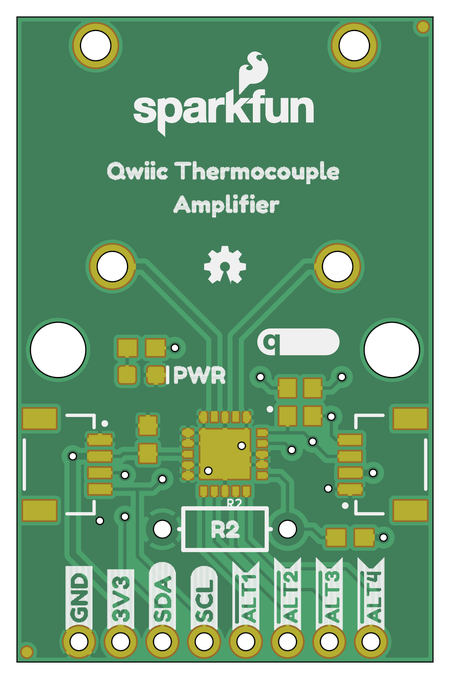 sparkfun
Qwiic Thermocouple
Amplifier
q
PWR
R2
R2
GND
3V3
SDA
SCL
ALT1
ALT2
ALT3
ALT4